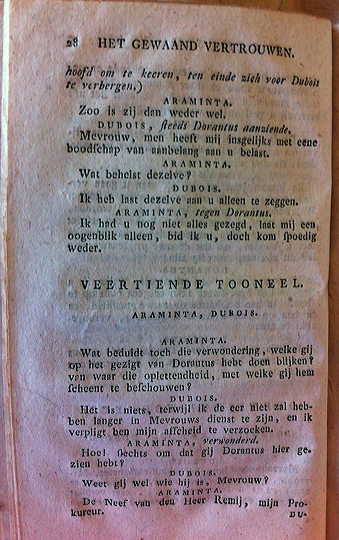 28 HET GEWAAND VERTROUWEN.
hoofd om te keeren, ten einde zich voor Dubois
te verbergen.)
ARAMINTA.
Zoo is zij dan weder wel.
DUBOIS, steeds Dorantus aanziende.
Mevrouw, men heeft mij insgelijks met eene
boodschap van aanbelang aan u belast.
ARAMINTA.
Wat behelst dezelve?
DUBOIS.
Ik heb last dezelve aan u alleen te zeggen.
ARAMINTA, tegen Dorantus.
Ik had u nog niet alles gezegd, laat mij een
oogenblik alleen, bid ik u, doch kom spoedig
weder.
VEERTIENDE TOONEEL.
ARAMINTA, DUBOIS.
ARAMINTA.
Wat beduidt toch die verwondering, welke gij
op het gezigt van Dorantus hebt doen blijken?
van waar die oplettendheid, met welke gij hem
scheent te beschouwen?
DUBOIS.
Het is niets, terwijl ik de eer niet zal heb-
ben langer in Mevrouws dienst te zijn, en ik
verpligt ben mijn afscheid te verzoeken.
ARAMINTA, verwonderd.
Hoe! slechts om dat gij Dorantus hier ge-
zien hebt?
DUBOIS.
Weet gij wel wie hij is, Mevrouw?
ARAMINTA.
De Neef van den Heer Remij, mijn Pro-
kureur.
DU-